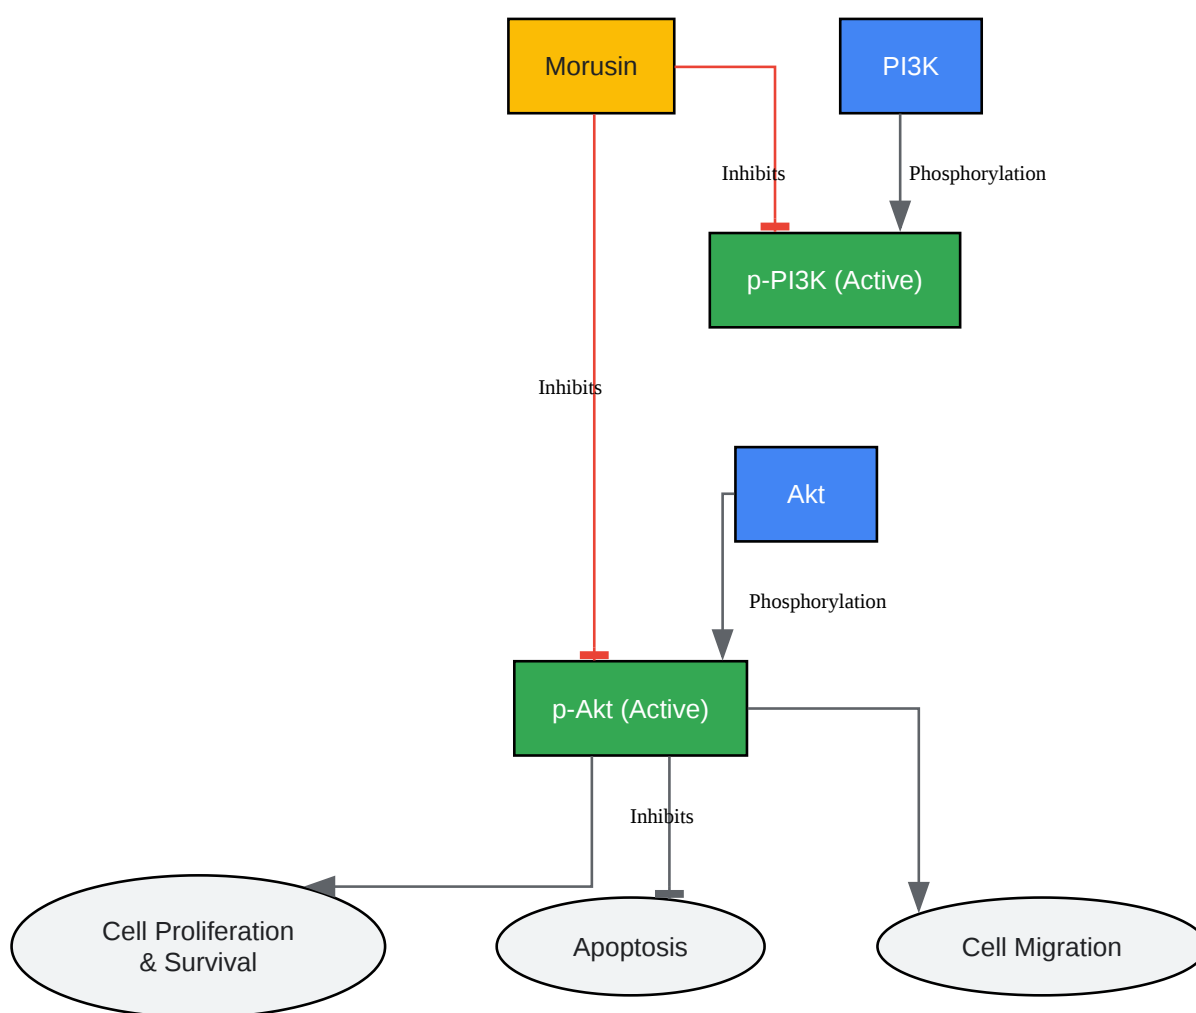 Morusin
PI3K
Inhibits
Phosphorylation
p-PI3K (Active)
Inhibits
Akt
Phosphorylation
p-Akt (Active)
Inhibits
Cell Proliferation
& Survival
Apoptosis
Cell Migration